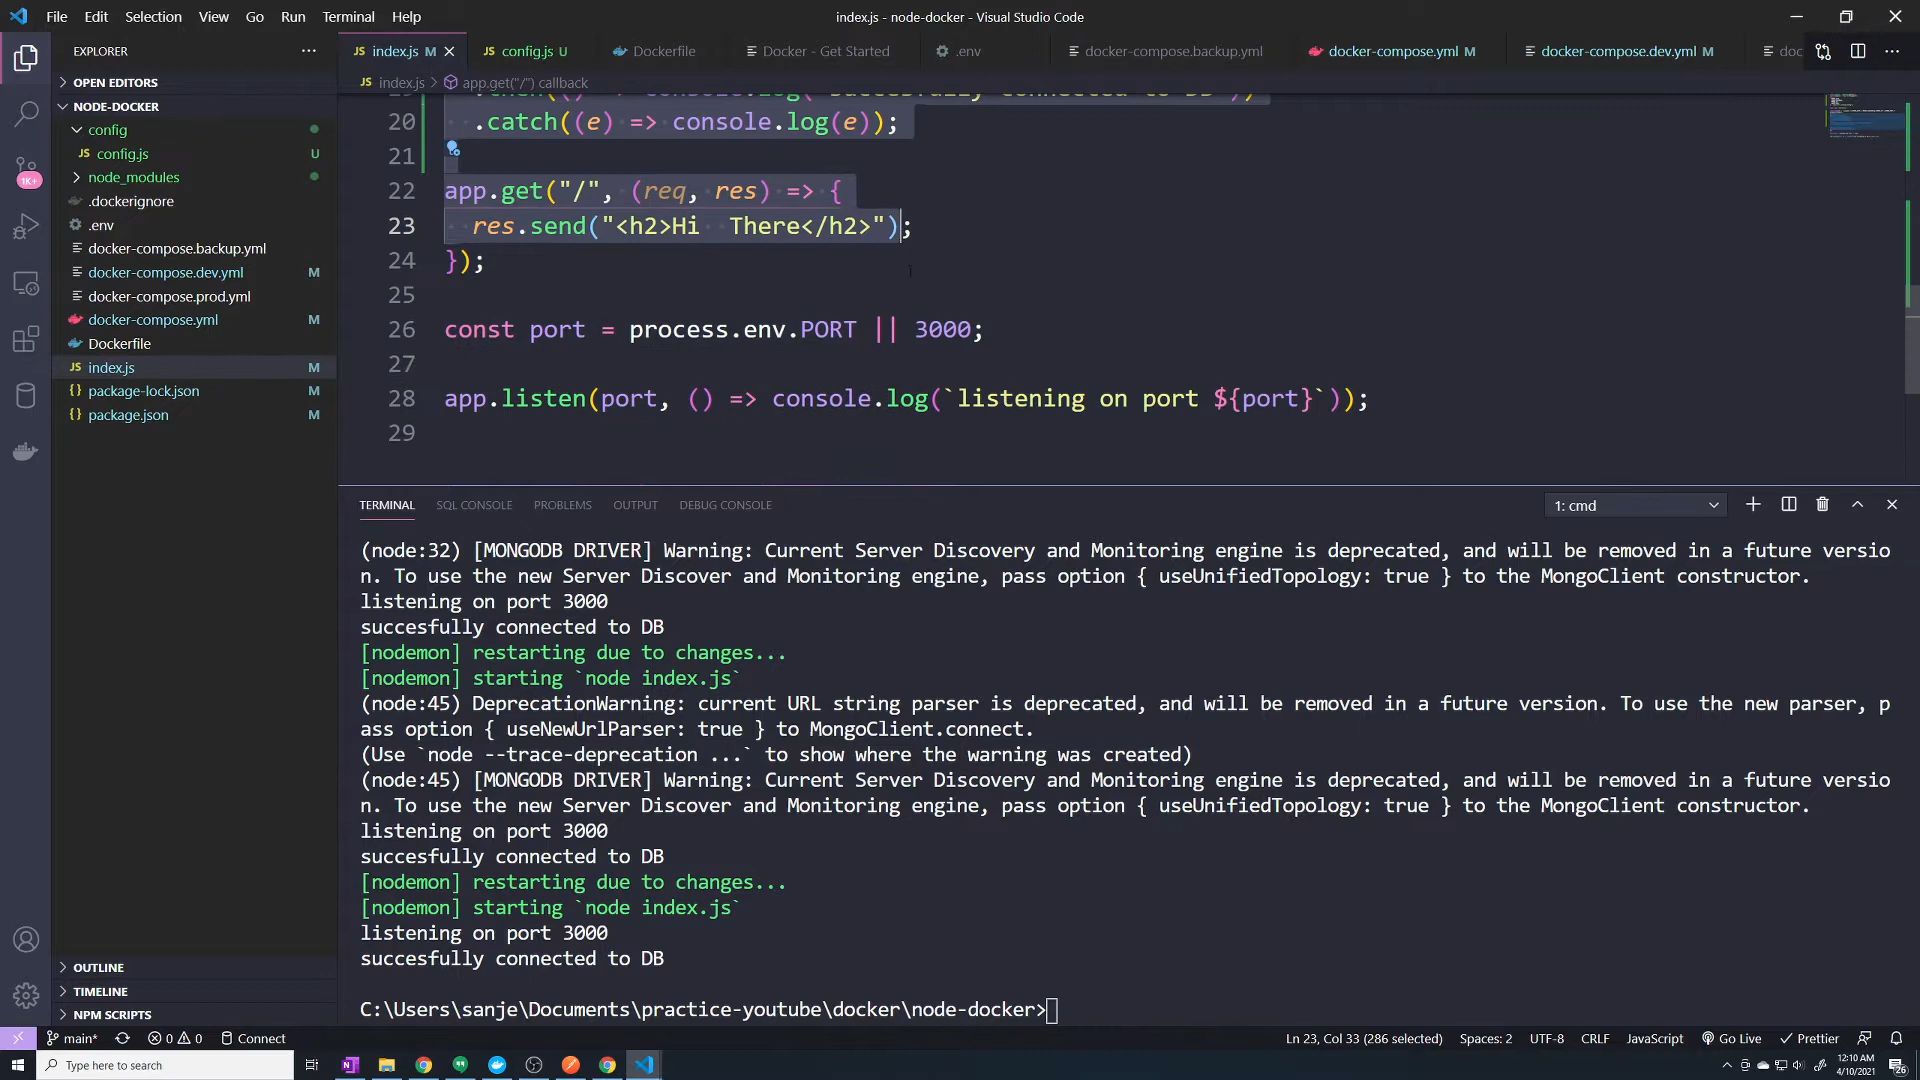 File Edit Selection View Go Run Terminal Help
index.js - node-docker - Visual Studio Code
EXPLORER
JS index.js M
JS config.js U
Dockerfile
Docker - Get Started
.env
docker-compose.backup.yml
docker-compose.yml M
docker-compose.dev.yml M
JS index.js > app.get("/") callback
OPEN EDITORS
NODE-DOCKER
config
JS config.js U
node_modules
.dockerignore
.env
docker-compose.backup.yml
docker-compose.dev.yml M
docker-compose.prod.yml
docker-compose.yml M
Dockerfile
JS index.js M
{} package-lock.json M
{} package.json M
OUTLINE
TIMELINE
NPM SCRIPTS
1K+
20 .catch((e) => console.log(e));
21
22 app.get("/", (req, res) => {
23 res.send("<h2>Hi  There</h2>");
24 });
25
26 const port = process.env.PORT || 3000;
27
28 app.listen(port, () => console.log(`listening on port ${port}`));
29
TERMINAL SQL CONSOLE PROBLEMS OUTPUT DEBUG CONSOLE 1: cmd
(node:32) [MONGODB DRIVER] Warning: Current Server Discovery and Monitoring engine is deprecated, and will be removed in a future versio
n. To use the new Server Discover and Monitoring engine, pass option { useUnifiedTopology: true } to the MongoClient constructor.
listening on port 3000
succesfully connected to DB
[nodemon] restarting due to changes...
[nodemon] starting `node index.js`
(node:45) DeprecationWarning: current URL string parser is deprecated, and will be removed in a future version. To use the new parser, p
ass option { useNewUrlParser: true } to MongoClient.connect.
(Use `node --trace-deprecation ...` to show where the warning was created)
(node:45) [MONGODB DRIVER] Warning: Current Server Discovery and Monitoring engine is deprecated, and will be removed in a future versio
n. To use the new Server Discover and Monitoring engine, pass option { useUnifiedTopology: true } to the MongoClient constructor.
listening on port 3000
succesfully connected to DB
[nodemon] restarting due to changes...
[nodemon] starting `node index.js`
listening on port 3000
succesfully connected to DB
C:\Users\sanje\Documents\practice-youtube\docker\node-docker>
main* 0 0 Connect Ln 23, Col 33 (286 selected) Spaces: 2 UTF-8 CRLF JavaScript Go Live Prettier
Type here to search
12:10 AM
4/10/2021
26